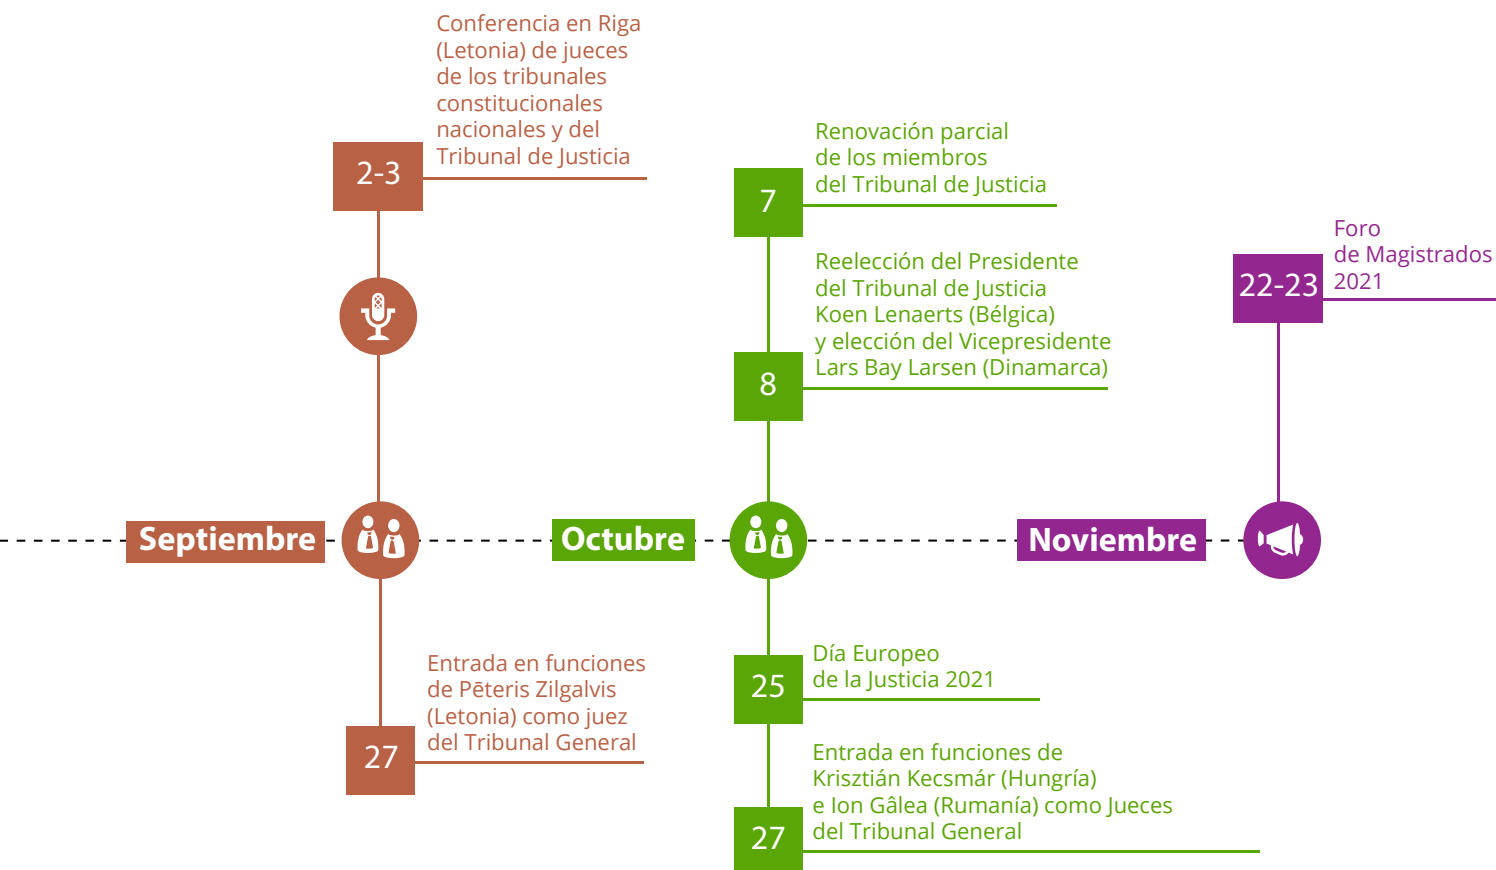 Septiembre
2-3
Conferencia en Riga
(Letonia) de jueces
de los tribunales
constitucionales
nacionales y del
Tribunal de Justicia
27
Entrada en funciones
de Pēteris Zilgalvis
(Letonia) como juez
del Tribunal General
Octubre
7
Renovación parcial
de los miembros
del Tribunal de Justicia
8
Reelección del Presidente
del Tribunal de Justicia
Koen Lenaerts (Bélgica)
y elección del Vicepresidente
Lars Bay Larsen (Dinamarca)
25
Día Europeo
de la Justicia 2021
27
Entrada en funciones de
Krisztián Kecsmár (Hungría)
e Ion Gâlea (Rumanía) como Jueces
del Tribunal General
Noviembre
22-23
Foro
de Magistrados
2021